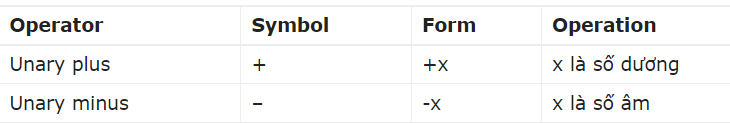 Operator Symbol Form Operation
Unary plus + +x x là số dương
Unary minus – -x x là số âm